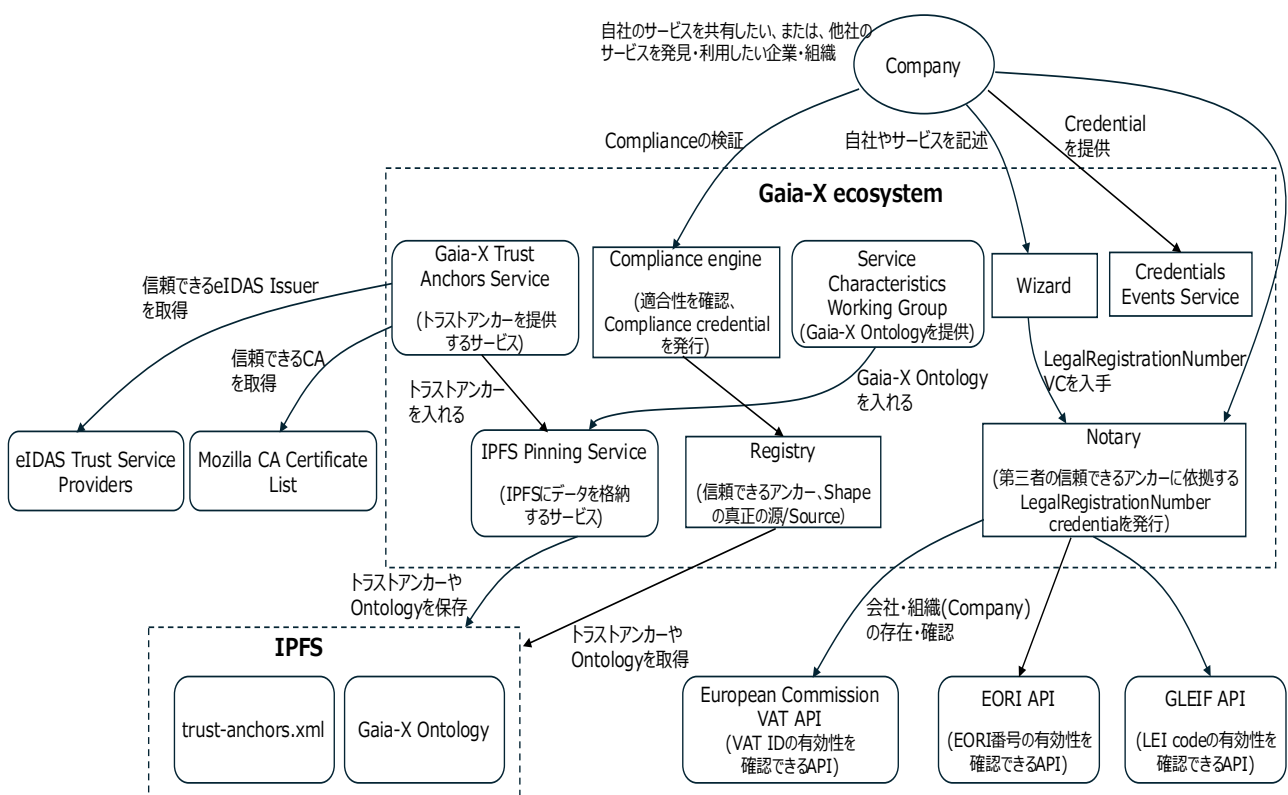 自社のサービスを共有したい、または、他社の
サービスを発見・利用したい企業・組織
Company
Complianceの検証
自社やサービスを記述
Credential
を提供
Gaia-X ecosystem
Gaia-X Trust
Anchors Service
(トラストアンカーを提供
するサービス)
Compliance engine
(適合性を確認、
Compliance credential
を発行)
Service
Characteristics
Working Group
(Gaia-X Ontologyを提供)
Wizard
Credentials
Events Service
信頼できるeIDAS Issuer
を取得
信頼できるCA
を取得
トラストアンカー
を入れる
Gaia-X Ontology
を入れる
LegalRegistrationNumber
VCを入手
eIDAS Trust Service
Providers
Mozilla CA Certificate
List
IPFS Pinning Service
(IPFSにデータを格納
するサービス)
Registry
(信頼できるアンカー、Shape
の真正の源/Source)
Notary
(第三者の信頼できるアンカーに依拠する
LegalRegistrationNumber
credentialを発行)
トラストアンカーや
Ontologyを保存
トラストアンカーや
Ontologyを取得
会社・組織(Company)
の存在・確認
IPFS
trust-anchors.xml
Gaia-X Ontology
European Commission
VAT API
(VAT IDの有効性を
確認できるAPI)
EORI API
(EORI番号の有効性を
確認できるAPI)
GLEIF API
(LEI codeの有効性を
確認できるAPI)